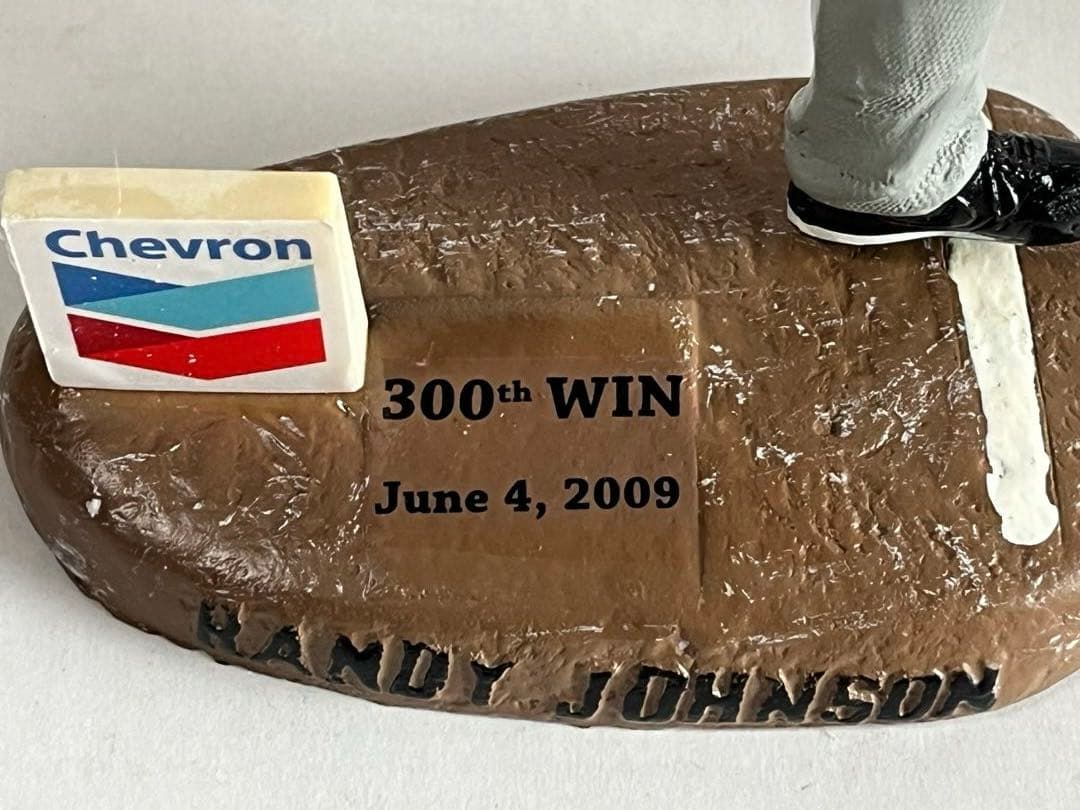 Chevron
300th WIN
June 4, 2009
RANDY JOHNSON